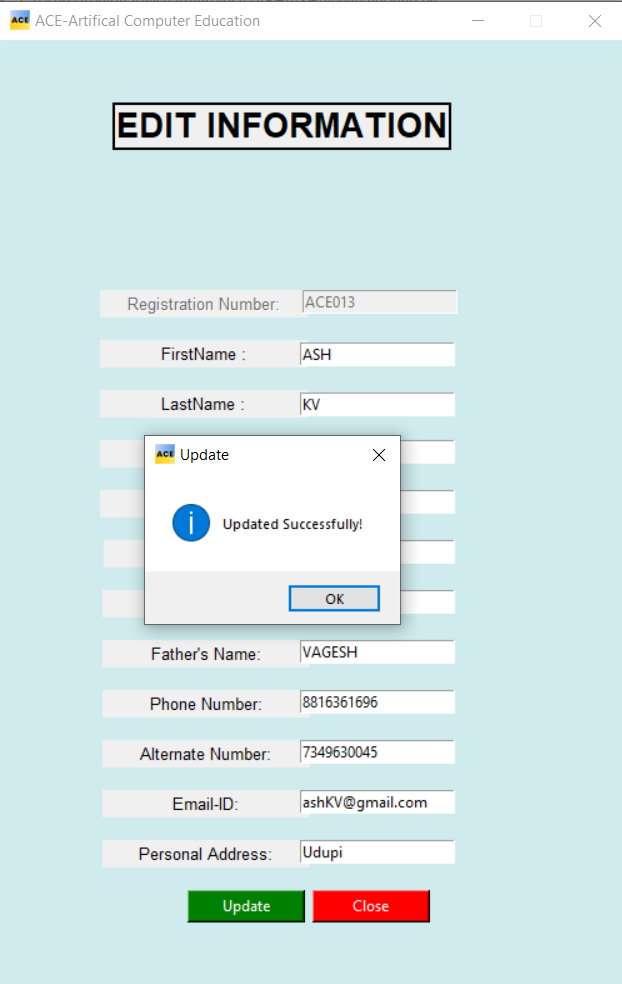 ACE ACE-Artifical Computer Education
EDIT INFORMATION
Registration Number: ACE013
FirstName : ASH
LastName : KV
ACE Update
Updated Successfully!
OK
Father's Name: VAGESH
Phone Number: 8816361696
Alternate Number: 7349630045
Email-ID: ashKV@gmail.com
Personal Address: Udupi
Update Close